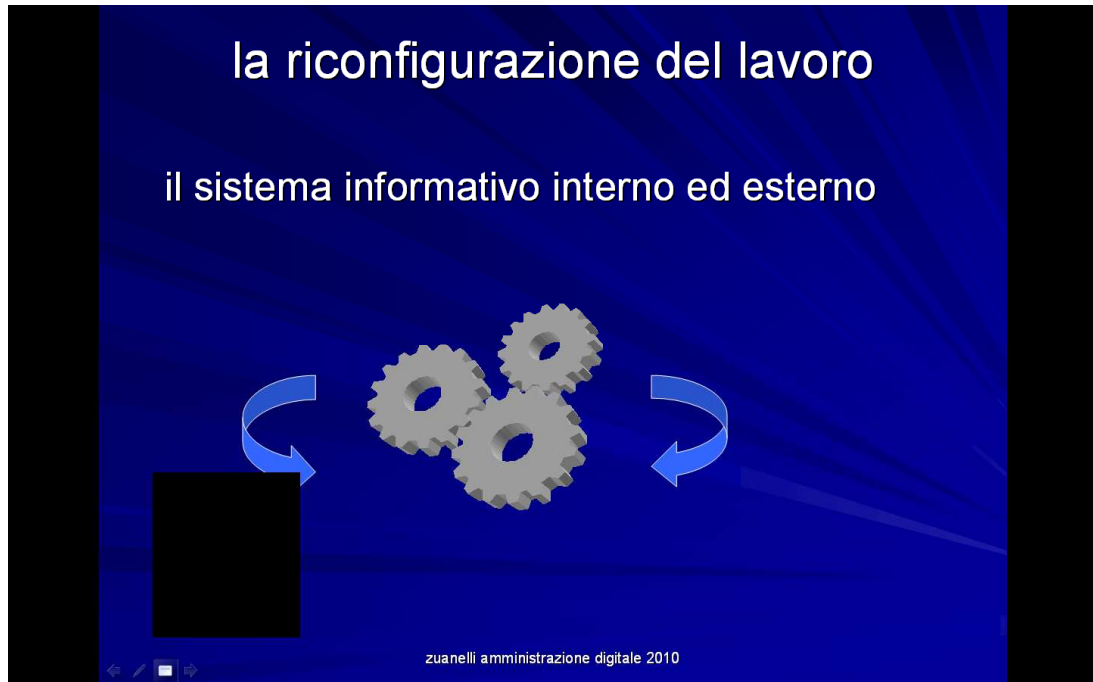 la riconfigurazione del lavoro
il sistema informativo interno ed esterno
zuanelli amministrazione digitale 2010